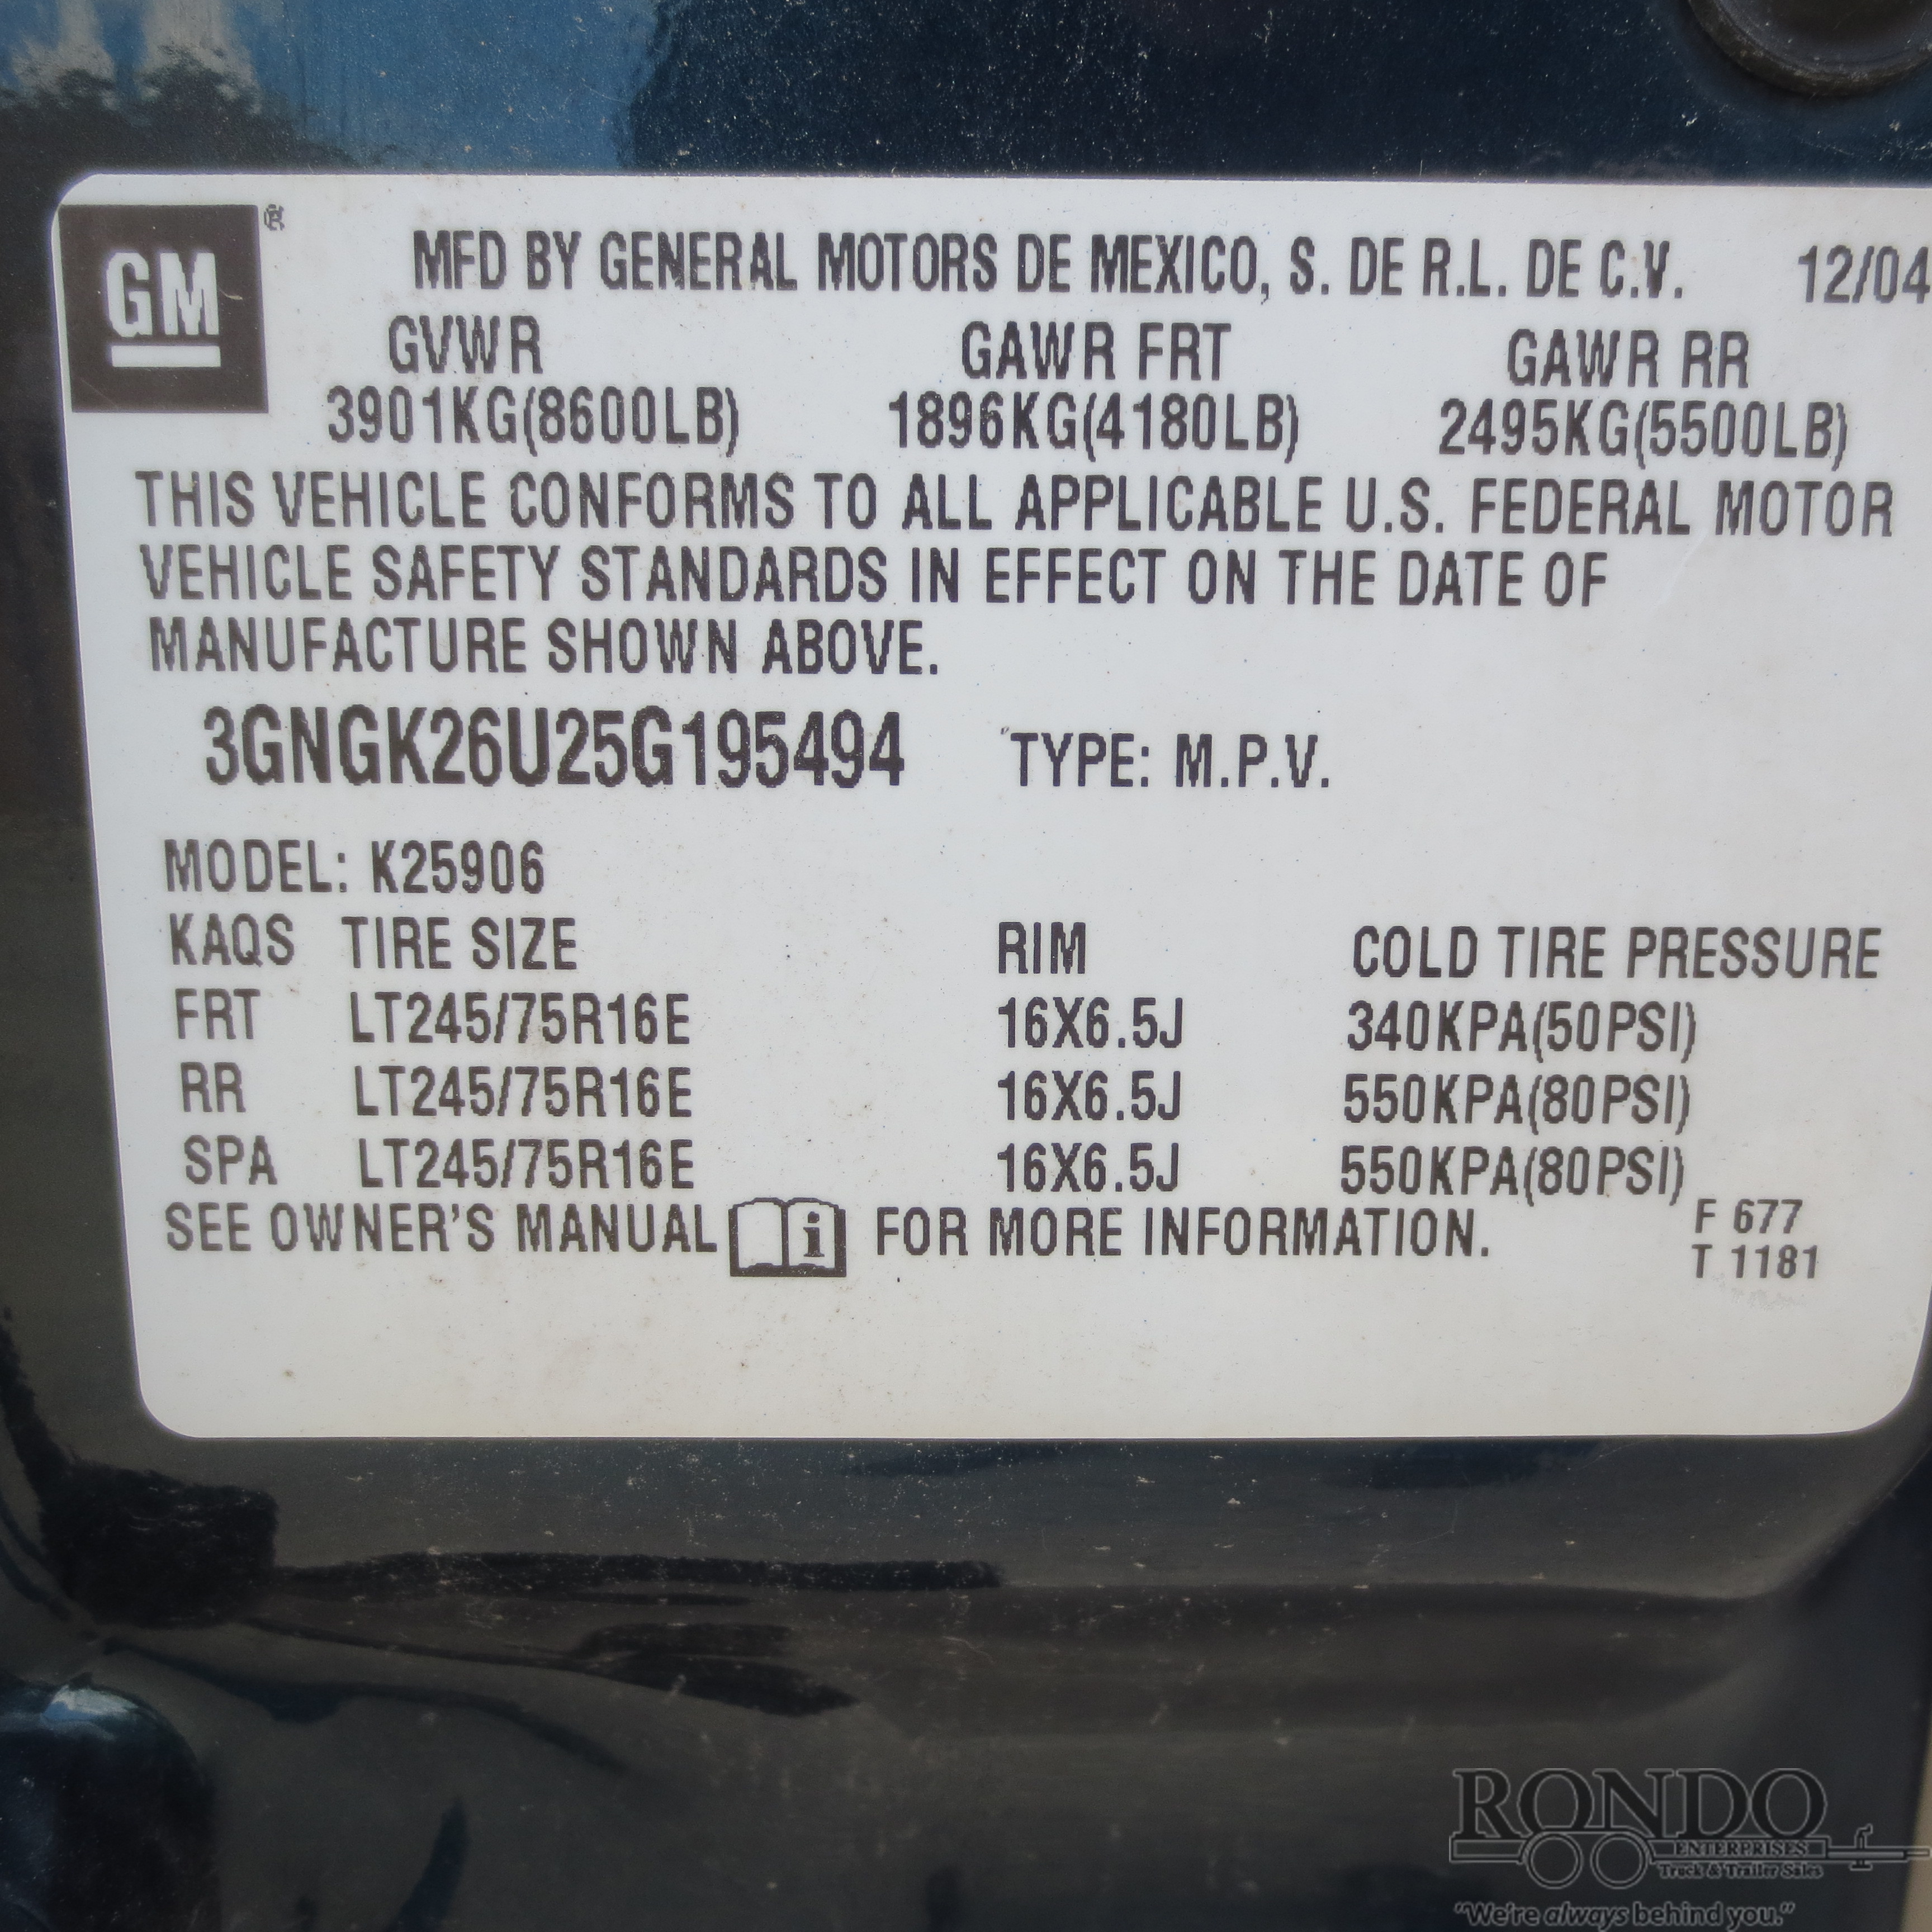 GM ®
MFD BY GENERAL MOTORS DE MEXICO, S. DE R.L. DE C.V. 12/04
GVWR GAWR FRT GAWR RR
3901KG(8600LB) 1896KG(4180LB) 2495KG(5500LB)
THIS VEHICLE CONFORMS TO ALL APPLICABLE U.S. FEDERAL MOTOR
VEHICLE SAFETY STANDARDS IN EFFECT ON THE DATE OF
MANUFACTURE SHOWN ABOVE.
3GNGK26U25G195494 TYPE: M.P.V.
MODEL: K25906
KAQS TIRE SIZE RIM COLD TIRE PRESSURE
FRT LT245/75R16E 16X6.5J 340KPA(50PSI)
RR LT245/75R16E 16X6.5J 550KPA(80PSI)
SPA LT245/75R16E 16X6.5J 550KPA(80PSI)
SEE OWNER'S MANUAL i FOR MORE INFORMATION.
F 677
T 1181
RONDO
ENTERPRISES
Truck & Trailer Sales
"We're always behind you."